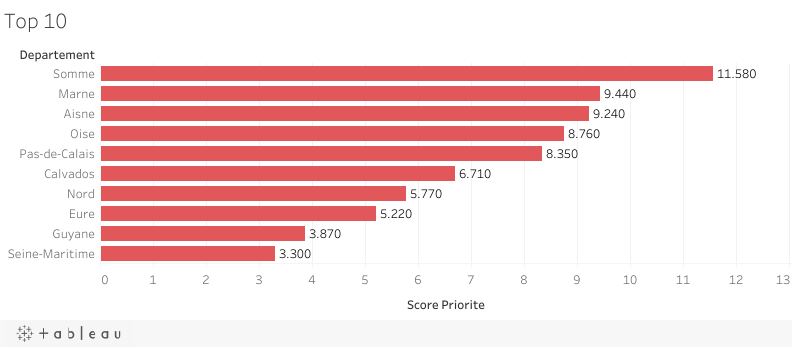 Top 10
Departement
Somme 11.580
Marne 9.440
Aisne 9.240
Oise 8.760
Pas-de-Calais 8.350
Calvados 6.710
Nord 5.770
Eure 5.220
Guyane 3.870
Seine-Maritime 3.300
0 1 2 3 4 5 6 7 8 9 10 11 12 13
Score Priorite
+ableau